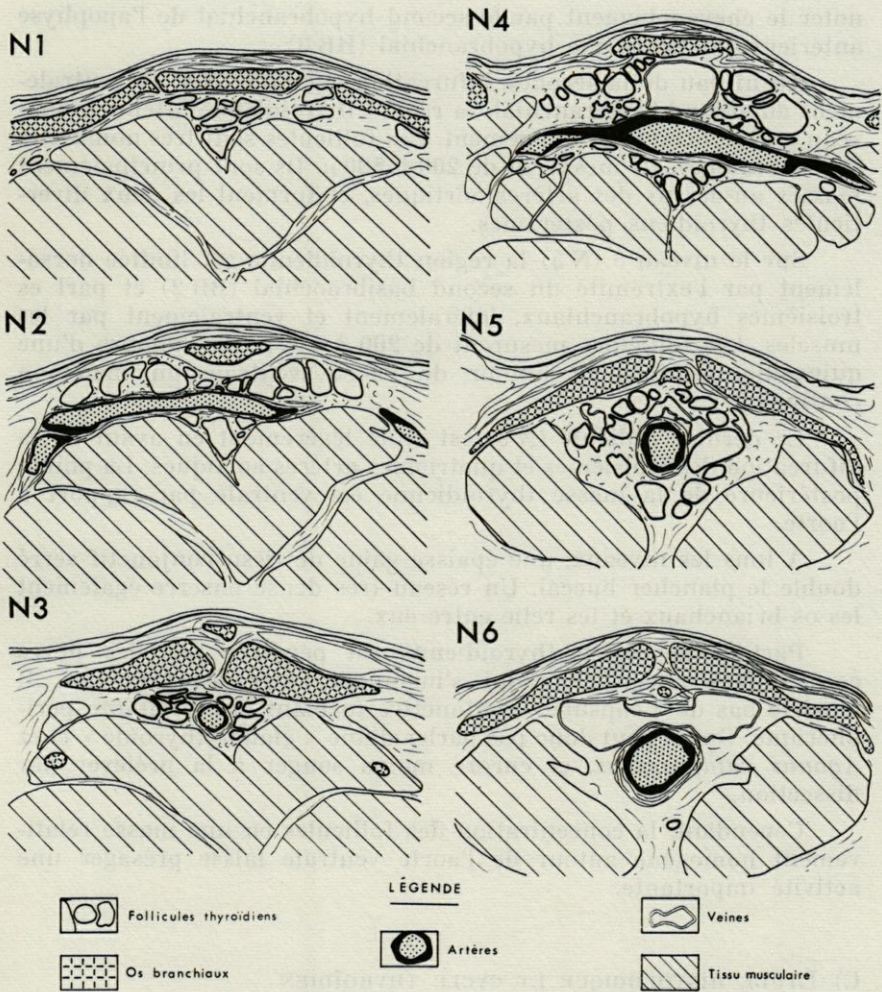 N1
N4
N2
N5
N3
N6
LÉGENDE
Follicules thyroïdiens
Os branchiaux
Artères
Veines
Tissu musculaire